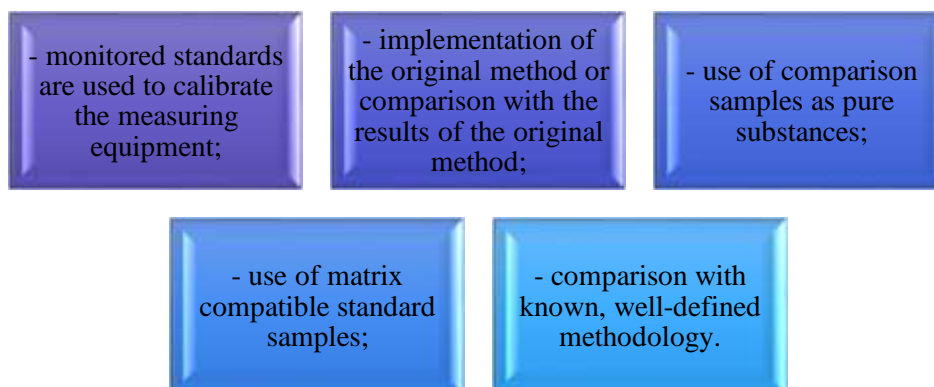 - monitored standards
are used to calibrate
the measuring
equipment;
- implementation of
the original method or
comparison with the
results of the original
method;
- use of comparison
samples as pure
substances;
- use of matrix
compatible standard
samples;
- comparison with
known, well-defined
methodology.